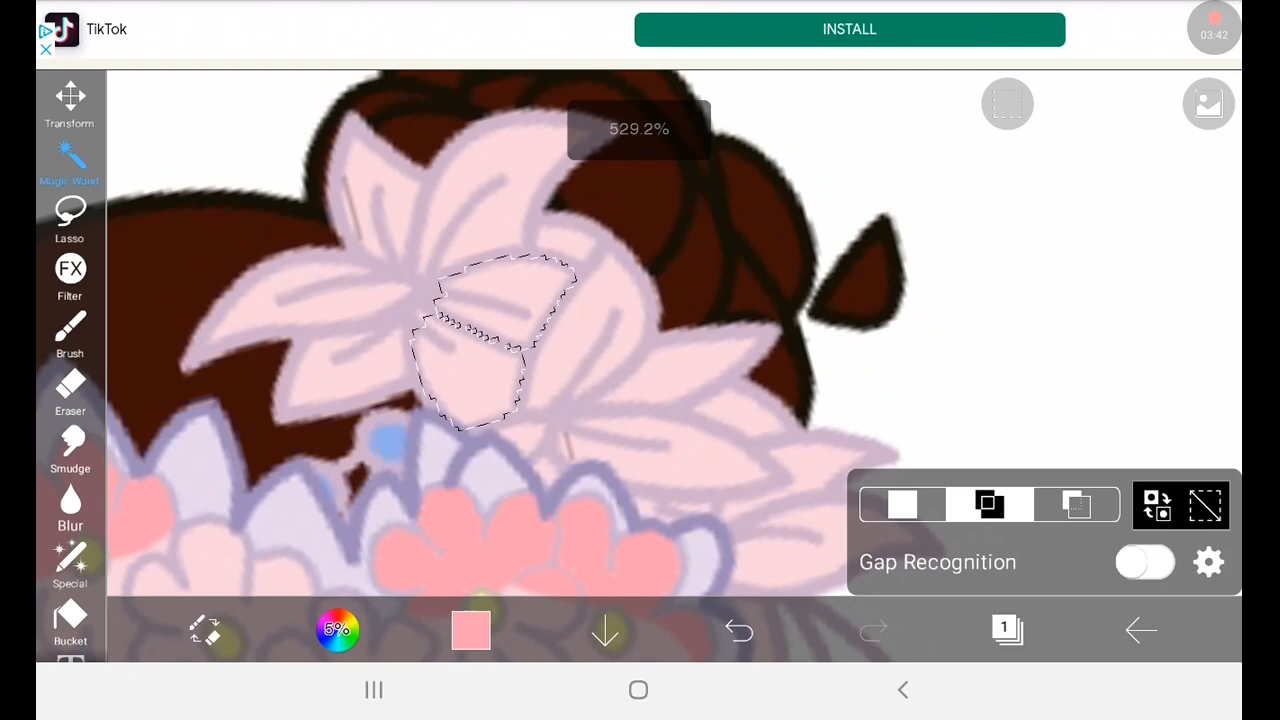 TikTok
INSTALL
03:42
529.2%
Transform
Magic Wand
Lasso
FX
Filter
Brush
Eraser
Smudge
Blur
Special
Bucket
Gap Recognition
5%
1